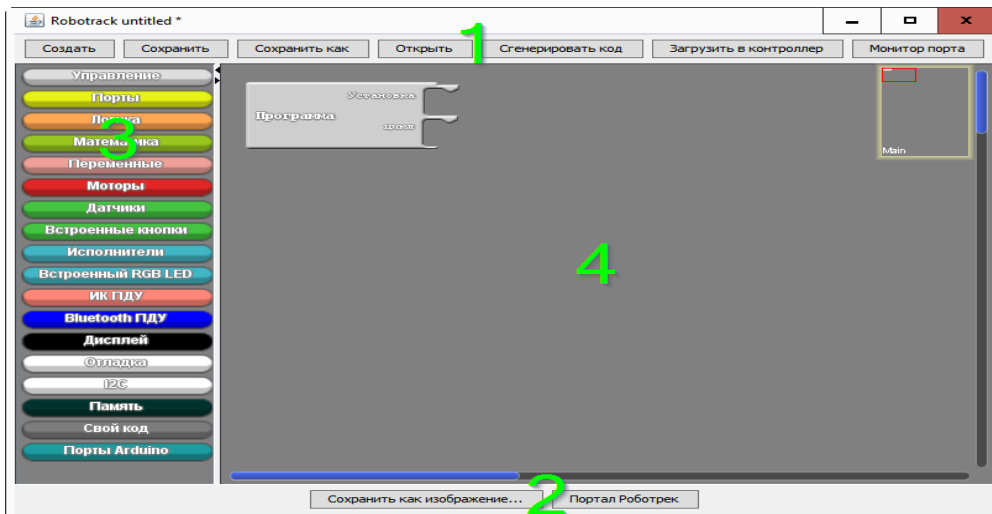 Robotrack untitled *
Создать Сохранить Сохранить как Открыть Сгенерировать код Загрузить в контроллер Монитор порта
1
Управление
Порты
Логика
Математика
Переменные
Моторы
Датчики
Встроенные кнопки
Исполнители
Встроенный RGB LED
ИК ПДУ
Bluetooth ПДУ
Дисплей
Отладка
I2C
Память
Свой код
Порты Arduino
3
Установка
Программа
цикл
Main
4
Сохранить как изображение... Портал Роботрек
2